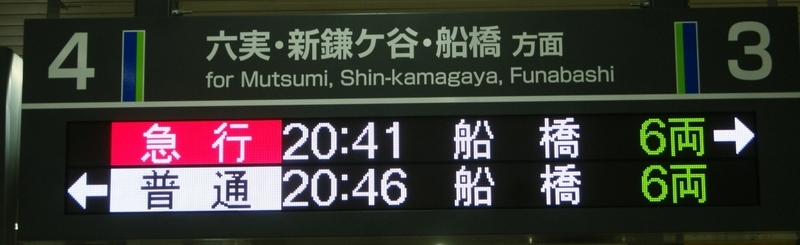 4 六実・新鎌ケ谷・船橋 方面 3
for Mutsumi, Shin-kamagaya, Funabashi
急行 20:41 船橋 6両 →
← 普通 20:46 船橋 6両